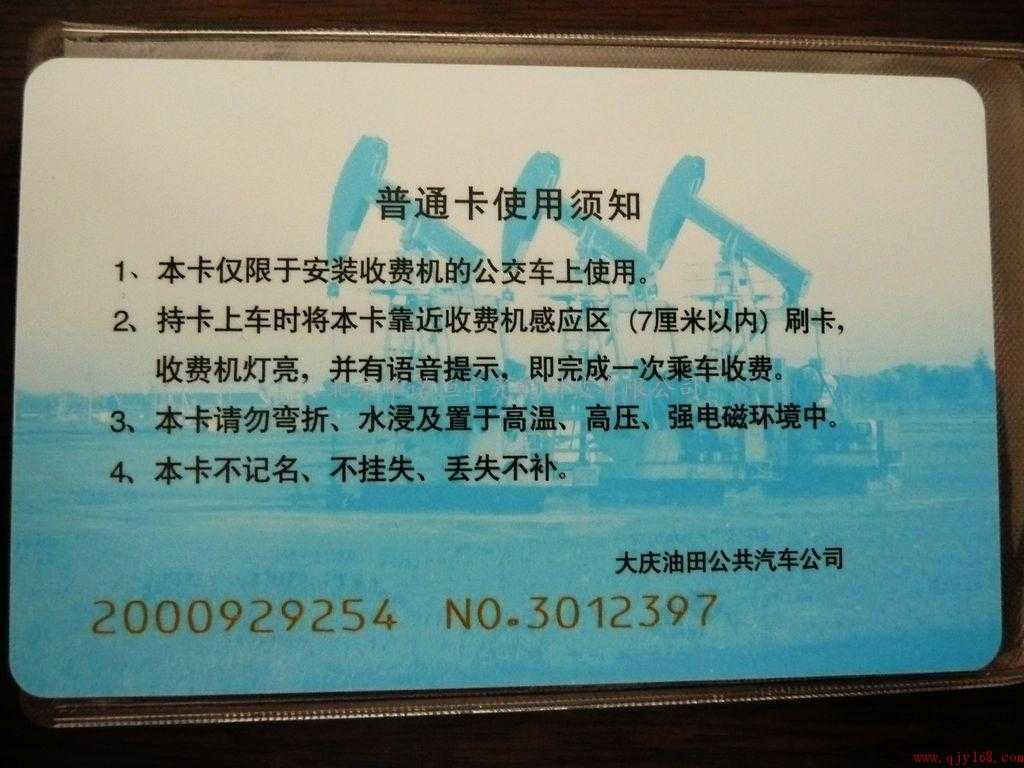 普通卡使用须知
1、本卡仅限于安装收费机的公交车上使用。
2、持卡上车时将本卡靠近收费机感应区（7厘米以内）刷卡，
收费机灯亮，并有语音提示，即完成一次乘车收费。
3、本卡请勿弯折、水浸及置于高温、高压、强电磁环境中。
4、本卡不记名、不挂失、丢失不补。
大庆油田公共汽车公司
2000929254 NO.3012397
www.qjy168.com